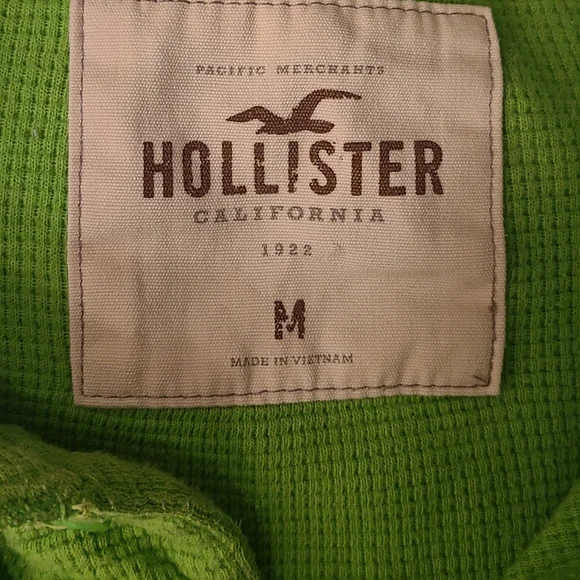 PACIFIC MERCHANTS
HOLLISTER
CALIFORNIA
1922
M
MADE IN VIETNAM